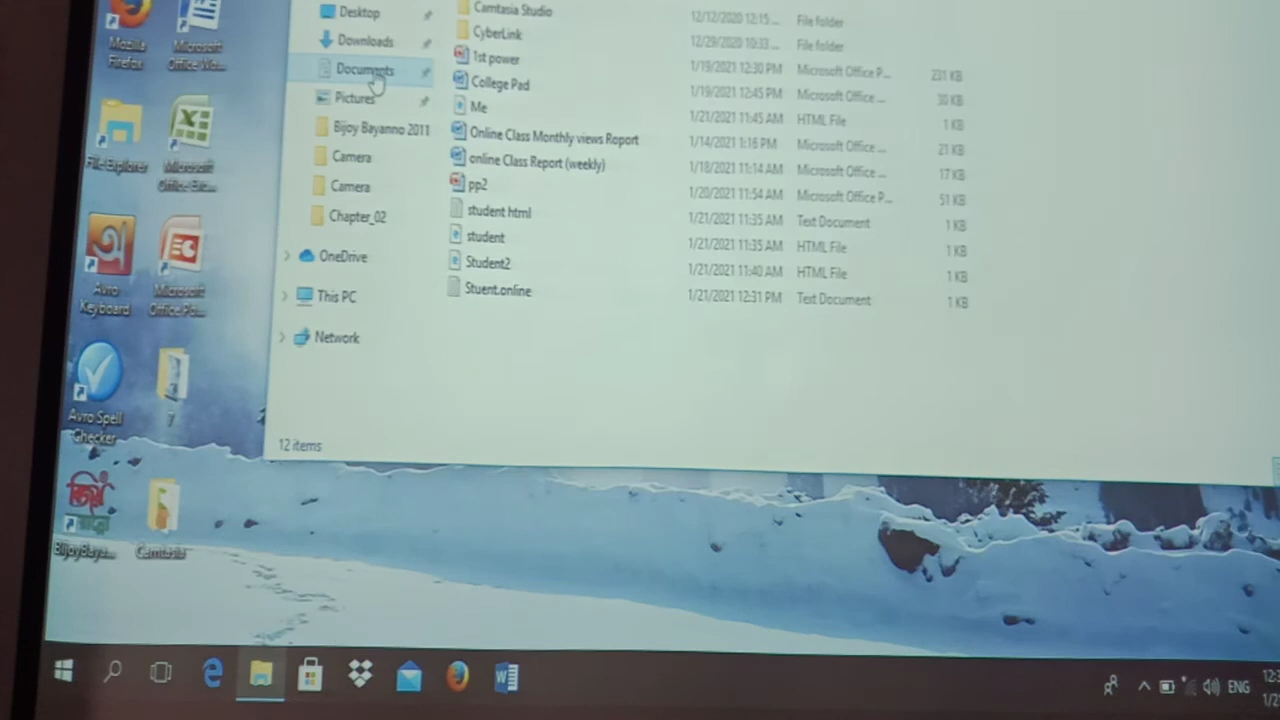 Mozilla Firefox
Microsoft Office Wo...
File Explorer
Microsoft Office Exc...
Avro Keyboard
Microsoft Office Po...
Avro Spell Checker
7
BijoyBaya...
Camtasia
Desktop
Downloads
Documents
Pictures
Bijoy Bayanno 2011
Camera
Camera
Chapter_02
OneDrive
This PC
Network
Camtasia Studio 12/12/2020 12:15 ... File folder
CyberLink 12/29/2020 10:33 ... File folder
1st power 1/19/2021 12:30 PM Microsoft Office P... 231 KB
College Pad 1/19/2021 12:45 PM Microsoft Office ... 30 KB
Me 1/21/2021 11:45 AM HTML File 1 KB
Online Class Monthly views Report 1/14/2021 1:16 PM Microsoft Office ... 21 KB
online Class Report (weekly) 1/18/2021 11:14 AM Microsoft Office ... 17 KB
pp2 1/20/2021 11:54 AM Microsoft Office P... 51 KB
student html 1/21/2021 11:35 AM Text Document 1 KB
student 1/21/2021 11:35 AM HTML File 1 KB
Student2 1/21/2021 11:40 AM HTML File 1 KB
Stuent.online 1/21/2021 12:31 PM Text Document 1 KB
12 items
ENG